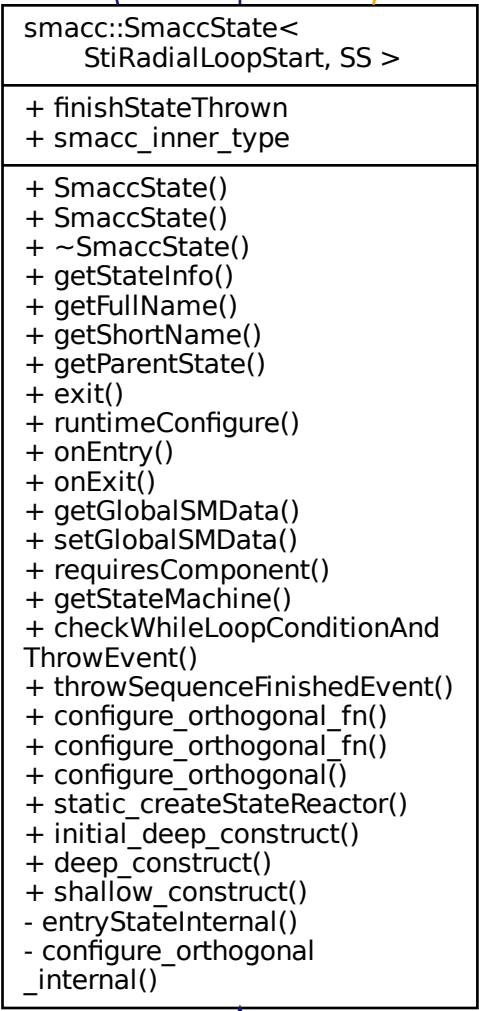 smacc::SmaccState<
StiRadialLoopStart, SS >
+ finishStateThrown
+ smacc_inner_type
+ SmaccState()
+ SmaccState()
+ ~SmaccState()
+ getStateInfo()
+ getFullName()
+ getShortName()
+ getParentState()
+ exit()
+ runtimeConfigure()
+ onEntry()
+ onExit()
+ getGlobalSMData()
+ setGlobalSMData()
+ requiresComponent()
+ getStateMachine()
+ checkWhileLoopConditionAnd
ThrowEvent()
+ throwSequenceFinishedEvent()
+ configure_orthogonal_fn()
+ configure_orthogonal_fn()
+ configure_orthogonal()
+ static_createStateReactor()
+ initial_deep_construct()
+ deep_construct()
+ shallow_construct()
- entryStateInternal()
- configure_orthogonal
_internal()